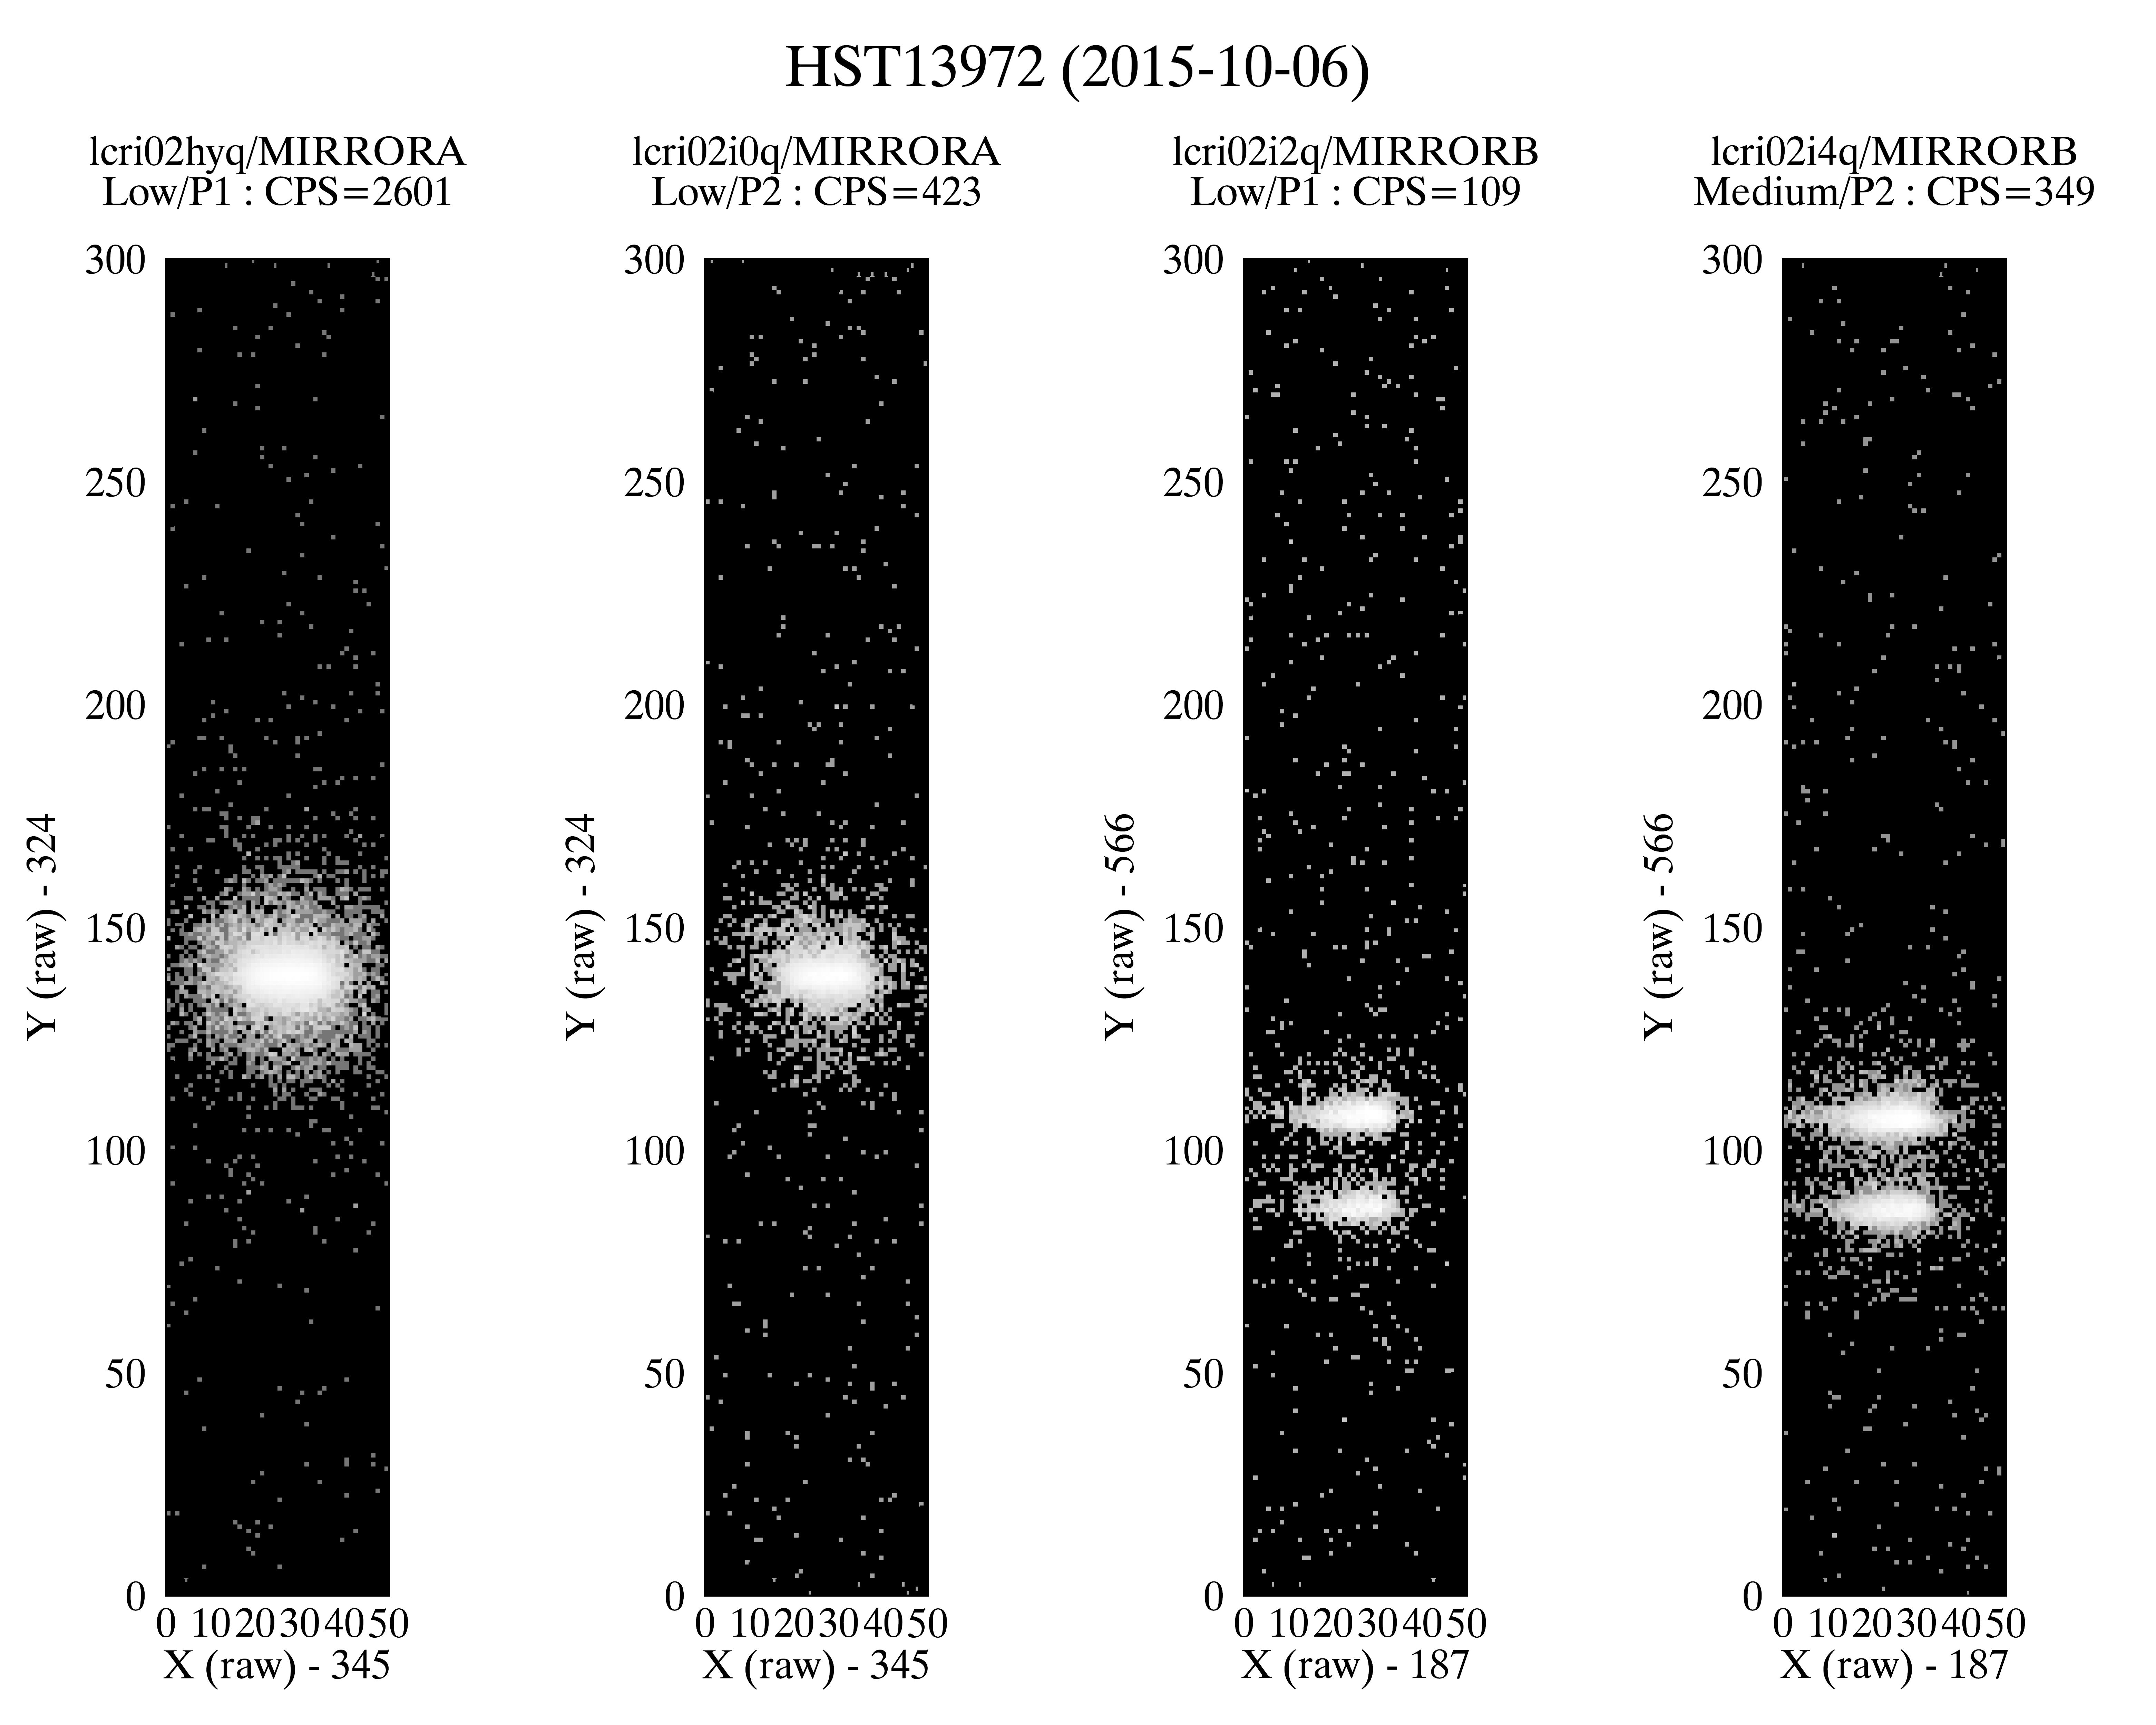 HST13972 (2015-10-06)
lcri02hyq/MIRRORA
Low/P1 : CPS=2601
300
250
200
150
100
50
0
0 10 20 30 40 50
X (raw) - 345
Y (raw) - 324
lcri02i0q/MIRRORA
Low/P2 : CPS=423
300
250
200
150
100
50
0
0 10 20 30 40 50
X (raw) - 345
Y (raw) - 324
lcri02i2q/MIRRORB
Low/P1 : CPS=109
300
250
200
150
100
50
0
0 10 20 30 40 50
X (raw) - 187
Y (raw) - 566
lcri02i4q/MIRRORB
Medium/P2 : CPS=349
300
250
200
150
100
50
0
0 10 20 30 40 50
X (raw) - 187
Y (raw) - 566